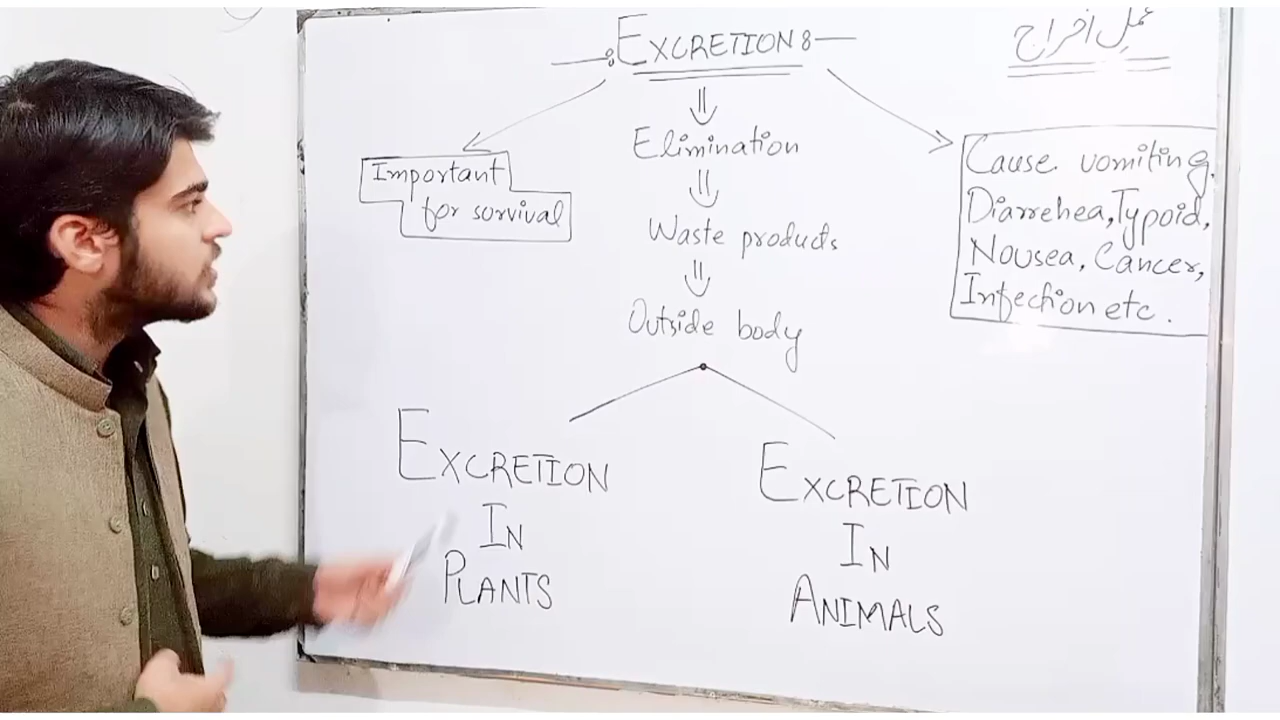 :EXCRETION:
عملِ اخراج
Elimination
Waste products
Outside body
Important
for sorvival
Cause vomiting,
Diarrehea, Typoid,
Nousea, Cancer,
Infection etc.
EXCRETION
IN
PLANTS
EXCRETION
IN
ANIMALS